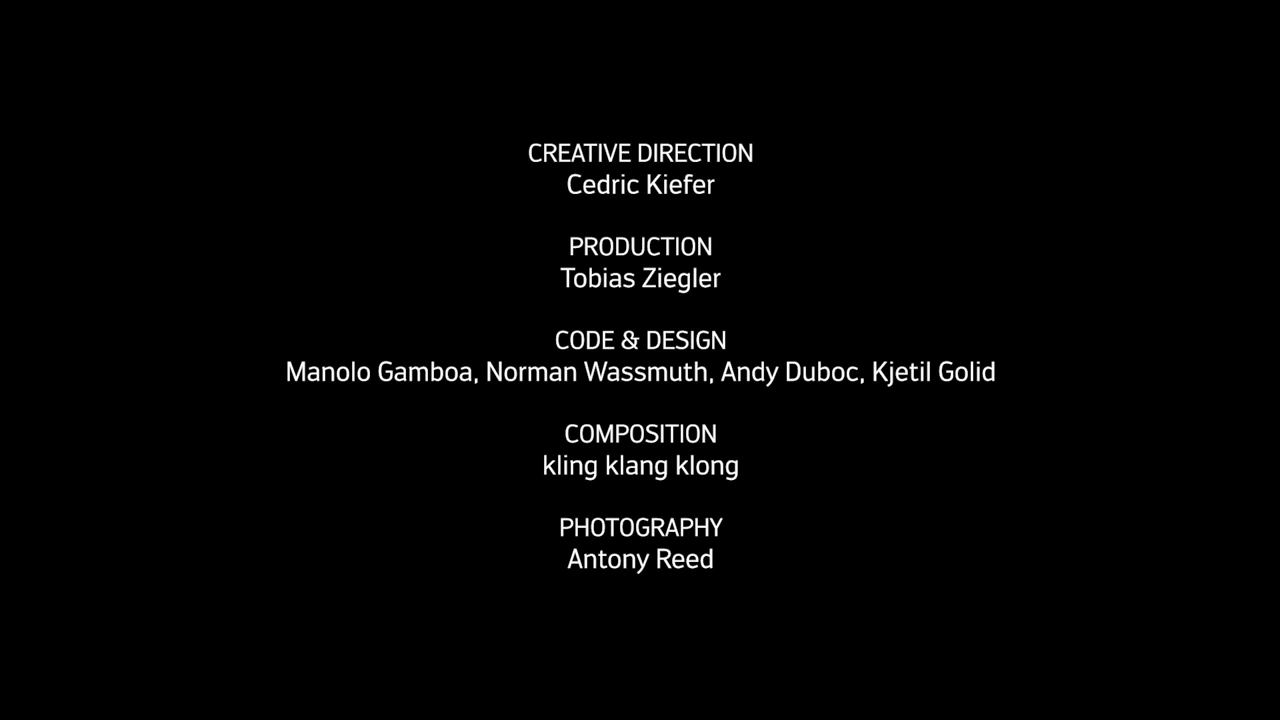 CREATIVE DIRECTION
Cedric Kiefer
PRODUCTION
Tobias Ziegler
CODE & DESIGN
Manolo Gamboa, Norman Wassmuth, Andy Duboc, Kjetil Golid
COMPOSITION
kling klang klong
PHOTOGRAPHY
Antony Reed